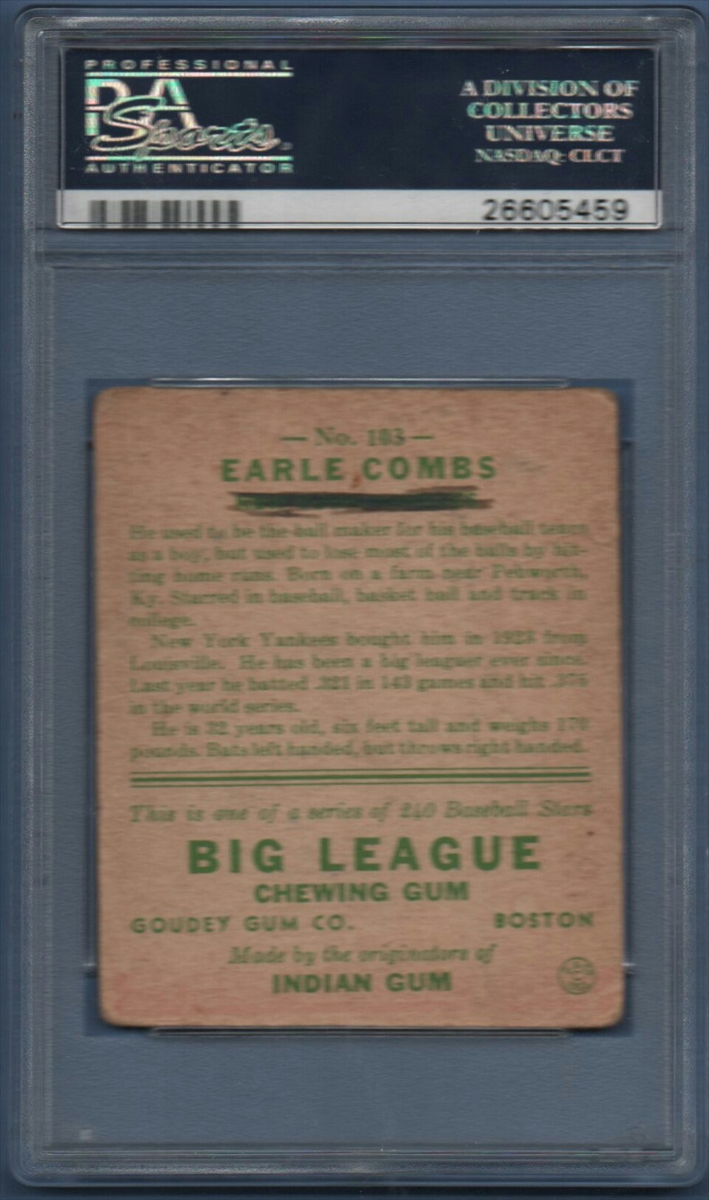 PROFESSIONAL
PSA
Sports
AUTHENTICATOR
A DIVISION OF
COLLECTORS
UNIVERSE
NASDAQ: CLCT
26605459
— No. 103 —
EARLE COMBS
He used to be the ball maker for his baseball team
as a boy, but used to lose most of the balls by hit-
ting home runs. Born on a farm near Pebworth,
Ky. Starred in baseball, basket ball and track in
college.
New York Yankees bought him in 1923 from
Louisville. He has been a big leaguer ever since.
Last year he batted .321 in 143 games and hit .375
in the world series.
He is 32 years old, six feet tall and weighs 170
pounds. Bats left handed, but throws right handed.
This is one of a series of 240 Baseball Stars
BIG LEAGUE
CHEWING GUM
GOUDEY GUM CO. BOSTON
Made by the originators of
INDIAN GUM